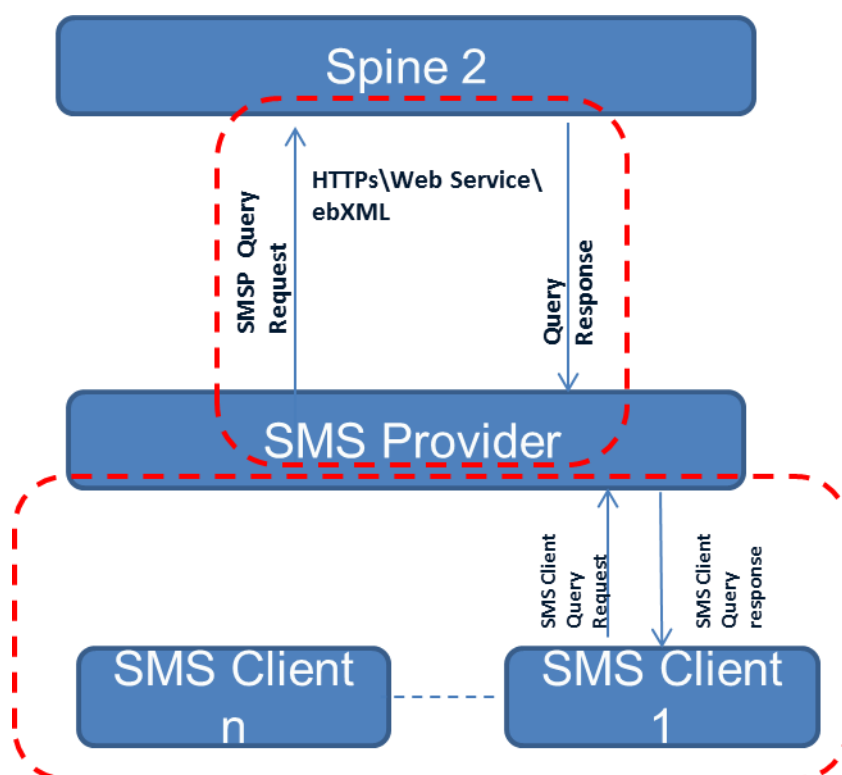 Spine 2
HTTPs\Web Service\
ebXML
SMSP Query
Request
Query
Response
SMS Provider
SMS Client
Query
Request
SMS Client
Query
response
SMS Client
n
SMS Client
1